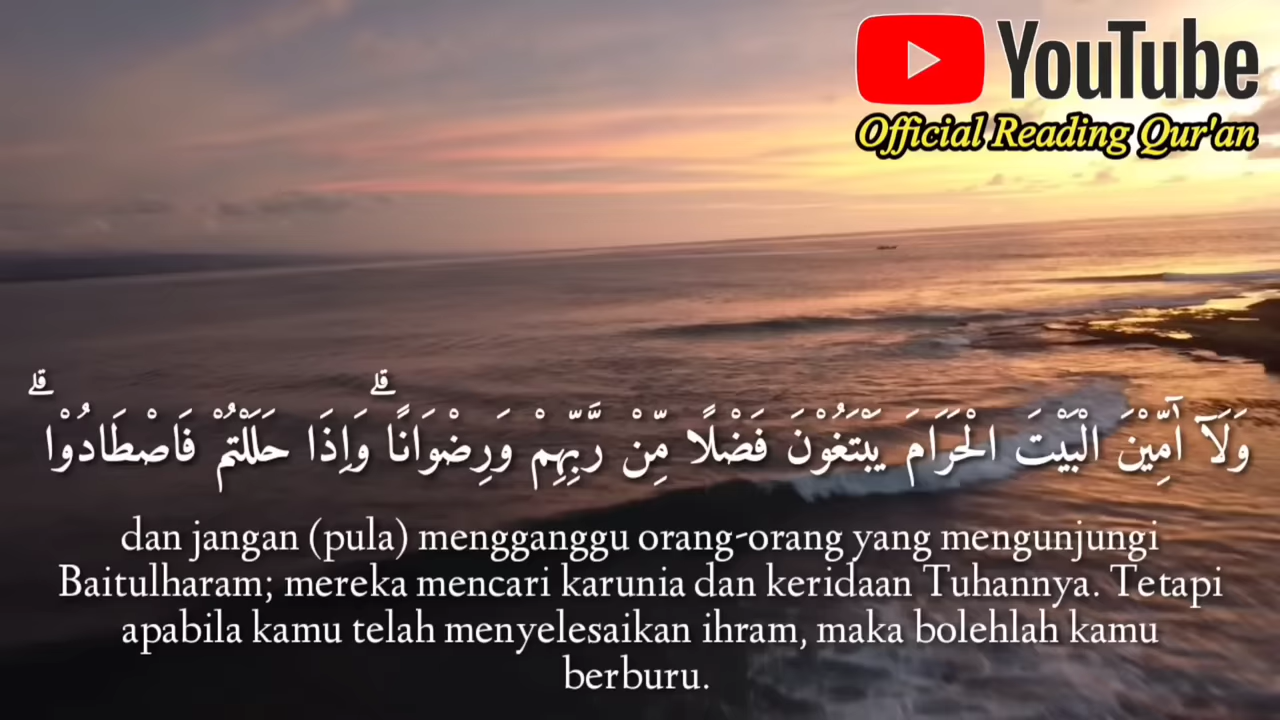 YouTube
Official Reading Qur'an
وَلَآ اٰۤمِّيْنَ الْبَيْتَ الْحَرَامَ يَبْتَغُوْنَ فَضْلًا مِّنْ رَّبِّهِمْ وَرِضْوَانًا ۗوَاِذَا حَلَلْتُمْ فَاصْطَادُوْا ۗ
dan jangan (pula) mengganggu orang-orang yang mengunjungi
Baitulharam; mereka mencari karunia dan keridaan Tuhannya. Tetapi
apabila kamu telah menyelesaikan ihram, maka bolehlah kamu
berburu.